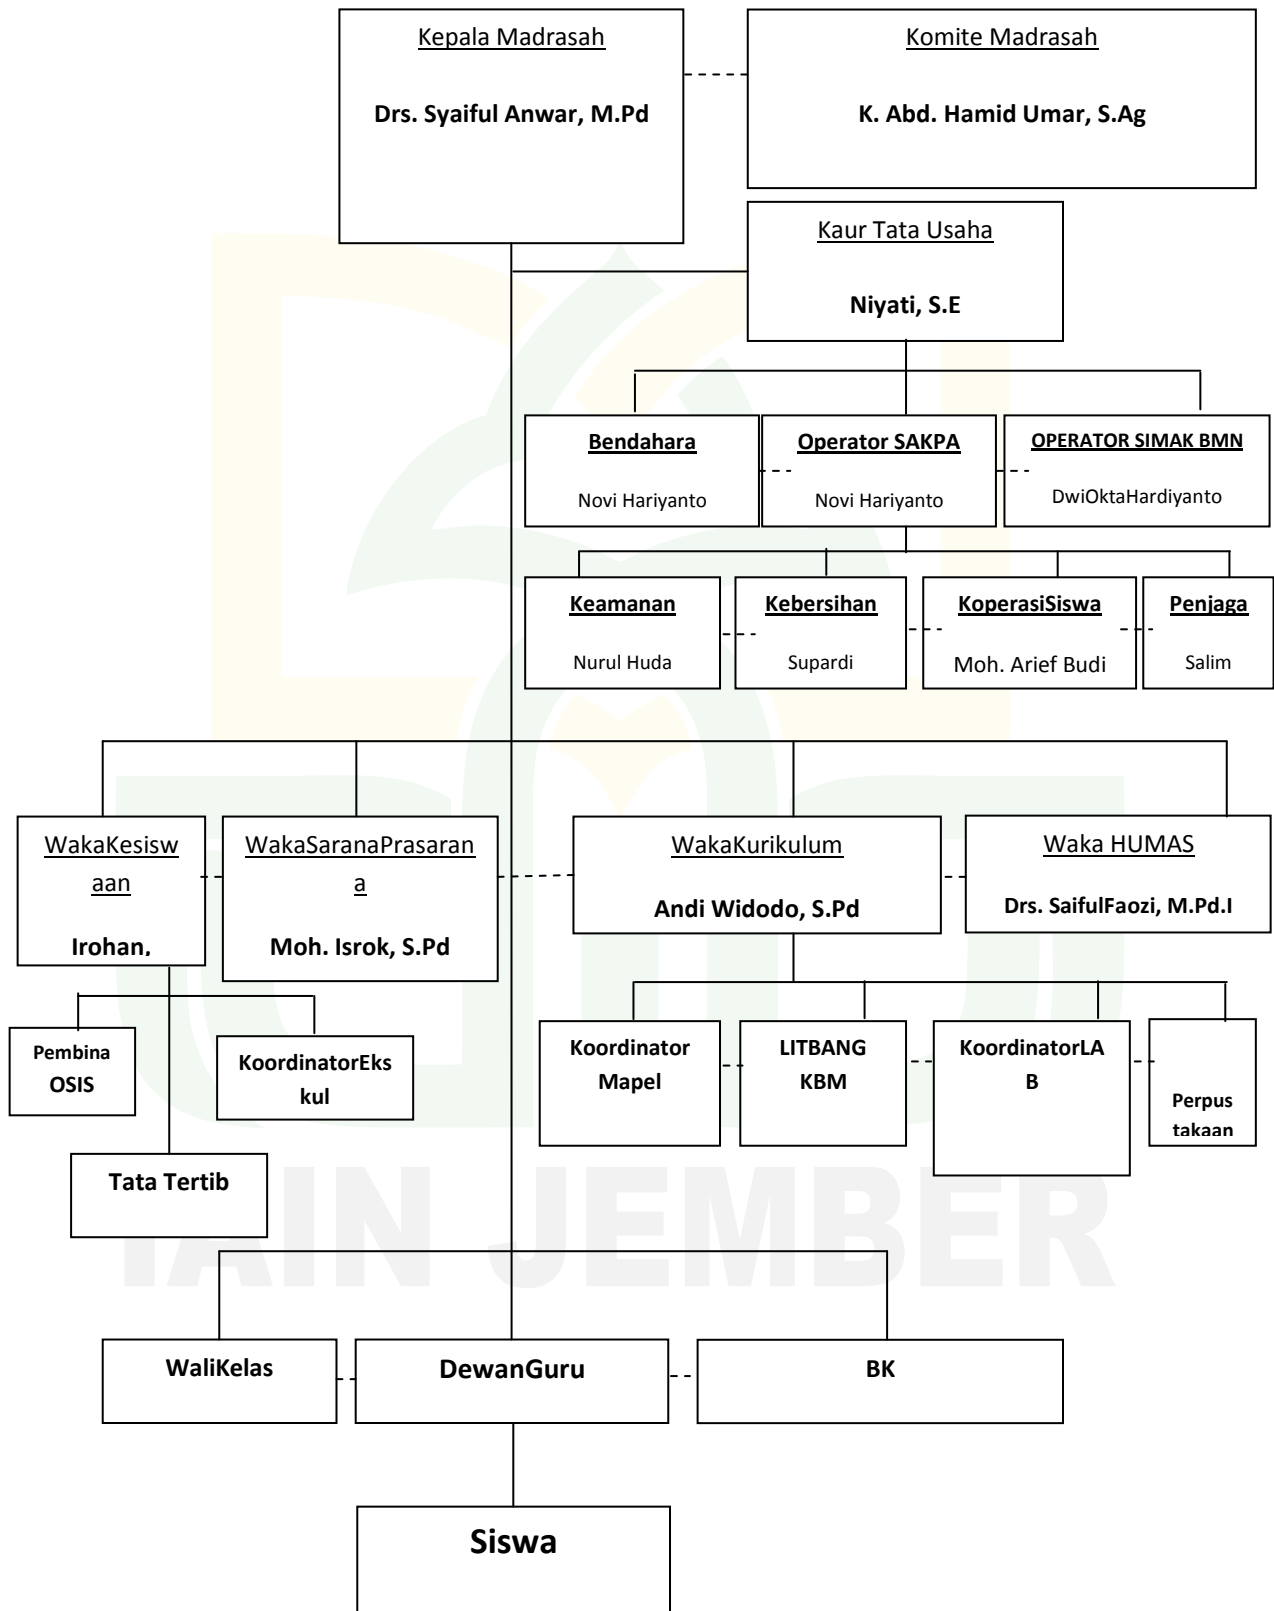 Kepala Madrasah
Drs. Syaiful Anwar, M.Pd
Komite Madrasah
K. Abd. Hamid Umar, S.Ag
Kaur Tata Usaha
Niyati, S.E
Bendahara
Novi Hariyanto
Operator SAKPA
Novi Hariyanto
OPERATOR SIMAK BMN
DwiOktaHardiyanto
Keamanan
Nurul Huda
Kebersihan
Supardi
KoperasiSiswa
Moh. Arief Budi
Penjaga
Salim
WakaKesisw
aan
Irohan.
WakaSaranaPrasaran
a
Moh. Isrok, S.Pd
WakaKurikulum
Andi Widodo, S.Pd
Waka HUMAS
Drs. SaifulFaozi, M.Pd.I
Pembina
OSIS
KoordinatorEks
kul
Tata Tertib
Koordinator
Mapel
LITBANG
KBM
KoordinatorLA
B
Perpus
takaan
IAIN JEMBER
WaliKelas
DewanGuru
BK
Siswa